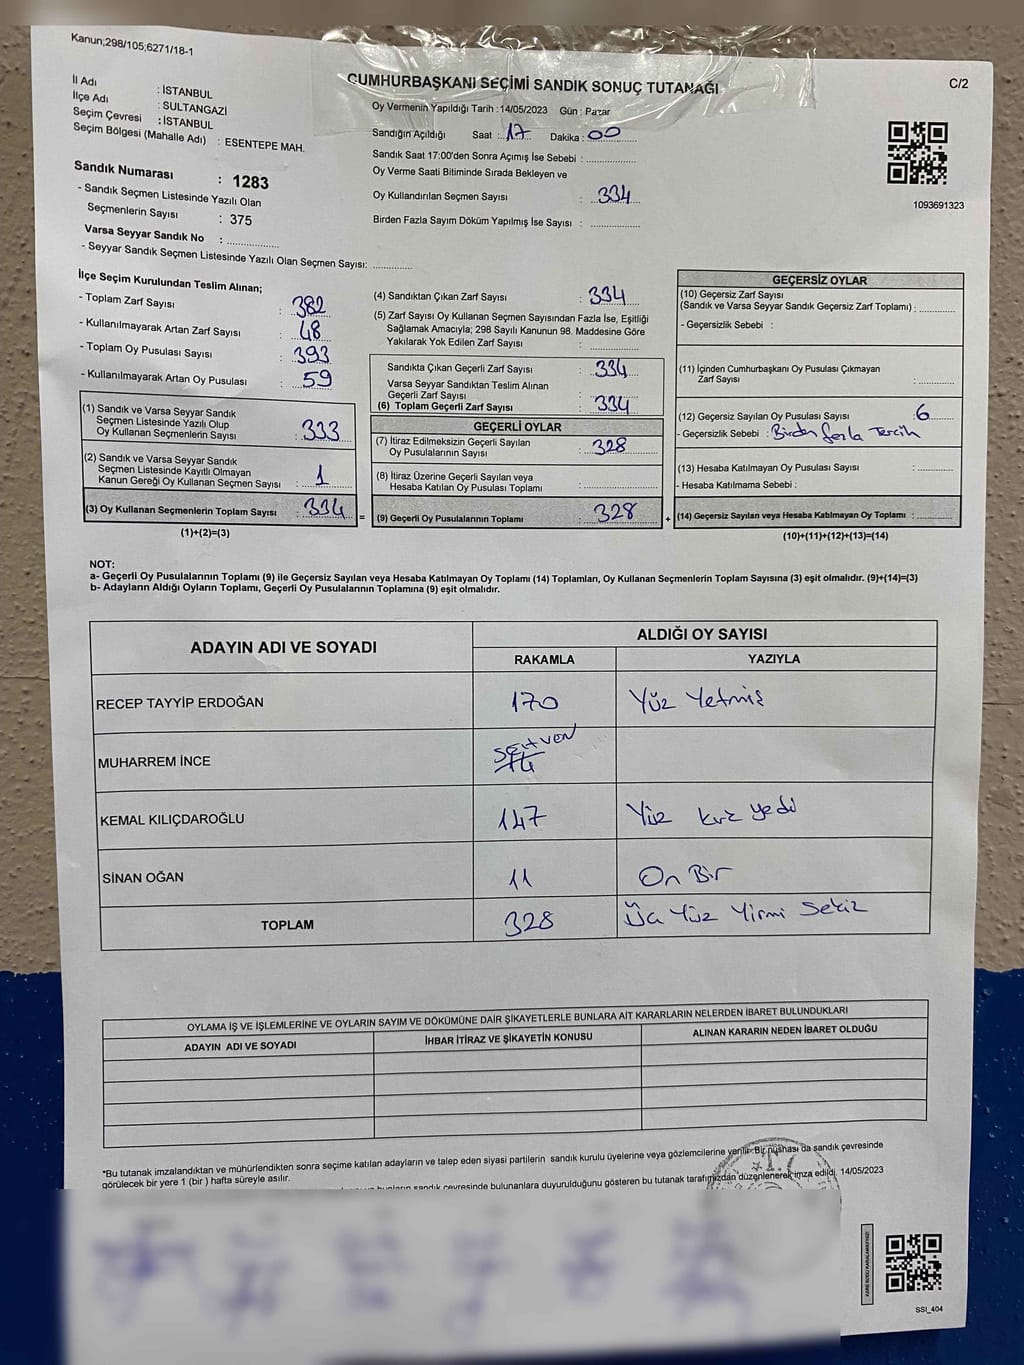 Kanun;298/105;6271/18-1
CUMHURBAŞKANI SEÇİMİ SANDIK SONUÇ TUTANAĞI
C/2
İl Adı : İSTANBUL
İlçe Adı : SULTANGAZİ
Seçim Çevresi : İSTANBUL
Seçim Bölgesi (Mahalle Adı) : ESENTEPE MAH.
Sandık Numarası : 1283
- Sandık Seçmen Listesinde Yazılı Olan
Seçmenlerin Sayısı : 375
Varsa Seyyar Sandık No : ................
- Seyyar Sandık Seçmen Listesinde Yazılı Olan Seçmen Sayısı: ............
Oy Vermenin Yapıldığı Tarih : 14/05/2023 Gün : Pazar
Sandığın Açıldığı Saat : 17 Dakika : 00
Sandık Saat 17:00'den Sonra Açımış İse Sebebi : ................
Oy Verme Saati Bitiminde Sırada Bekleyen ve
Oy Kullandırılan Seçmen Sayısı : 334
Birden Fazla Sayım Döküm Yapılmış İse Sayısı : ................
1093691323
İlçe Seçim Kurulundan Teslim Alınan;
- Toplam Zarf Sayısı : 382
- Kullanılmayarak Artan Zarf Sayısı : 48
- Toplam Oy Pusulası Sayısı : 393
- Kullanılmayarak Artan Oy Pusulası : 59
(1) Sandık ve Varsa Seyyar Sandık
Seçmen Listesinde Yazılı Olup
Oy Kullanan Seçmenlerin Sayısı : 333
(2) Sandık ve Varsa Seyyar Sandık
Seçmen Listesinde Kayıtlı Olmayan
Kanun Gereği Oy Kullanan Seçmen Sayısı : 1
(3) Oy Kullanan Seçmenlerin Toplam Sayısı : 334 =
(1)+(2)=(3)
(4) Sandıktan Çıkan Zarf Sayısı : 334
(5) Zarf Sayısı Oy Kullanan Seçmen Sayısından Fazla İse, Eşitliği
Sağlamak Amacıyla; 298 Sayılı Kanunun 98. Maddesine Göre
Yakılarak Yok Edilen Zarf Sayısı : ................
Sandıkta Çıkan Geçerli Zarf Sayısı : 334
Varsa Seyyar Sandıktan Teslim Alınan
Geçerli Zarf Sayısı : ................
(6) Toplam Geçerli Zarf Sayısı : 334
GEÇERLİ OYLAR
(7) İtiraz Edilmeksizin Geçerli Sayılan
Oy Pusulalarının Sayısı : 328
(8) İtiraz Üzerine Geçerli Sayılan veya
Hesaba Katılan Oy Pusulası Toplamı : ................
(9) Geçerli Oy Pusulalarının Toplamı : 328 +
GEÇERSİZ OYLAR
(10) Geçersiz Zarf Sayısı
(Sandık ve Varsa Seyyar Sandık Geçersiz Zarf Toplamı) : ............
- Geçersizlik Sebebi :
(11) İçinden Cumhurbaşkanı Oy Pusulası Çıkmayan
Zarf Sayısı : ............
(12) Geçersiz Sayılan Oy Pusulası Sayısı : 6
- Geçersizlik Sebebi : Birden fazla Tercih
(13) Hesaba Katılmayan Oy Pusulası Sayısı : ............
- Hesaba Katılmama Sebebi :
(14) Geçersiz Sayılan veya Hesaba Katılmayan Oy Toplamı : ............
(10)+(11)+(12)+(13)=(14)
NOT:
a- Geçerli Oy Pusulalarının Toplamı (9) ile Geçersiz Sayılan veya Hesaba Katılmayan Oy Toplamı (14) Toplamları, Oy Kullanan Seçmenlerin Toplam Sayısına (3) eşit olmalıdır. (9)+(14)=(3)
b- Adayların Aldığı Oyların Toplamı, Geçerli Oy Pusulalarının Toplamına (9) eşit olmalıdır.
ADAYIN ADI VE SOYADI ALDIĞI OY SAYISI
RAKAMLA YAZIYLA
RECEP TAYYİP ERDOĞAN 170 Yüz Yetmiş
MUHARREM İNCE SEHVEN
KEMAL KILIÇDAROĞLU 147 Yüz kırk yedi
SİNAN OĞAN 11 On Bir
TOPLAM 328 Üç Yüz Yirmi Sekiz
OYLAMA İŞ VE İŞLEMLERİNE VE OYLARIN SAYIM VE DÖKÜMÜNE DAİR ŞİKAYETLERLE BUNLARA AİT KARARLARIN NELERDEN İBARET BULUNDUKLARI
ADAYIN ADI VE SOYADI İHBAR İTİRAZ VE ŞİKAYETİN KONUSU ALINAN KARARIN NEDEN İBARET OLDUĞU
*Bu tutanak imzalandıktan ve mühürlendikten sonra seçime katılan adayların ve talep eden siyasi partilerin sandık kurulu üyelerine veya gözlemcilerine verilir. Bir nüshası da sandık çevresinde
görülecek bir yere 1 (bir ) hafta süreyle asılır.
bunların sandık çevresinde bulunanlara duyurulduğunu gösteren bu tutanak tarafımızdan düzenlenerek imza edildi. 14/05/2023
KARE KODU KARALAMAYINIZ!
SSI_404